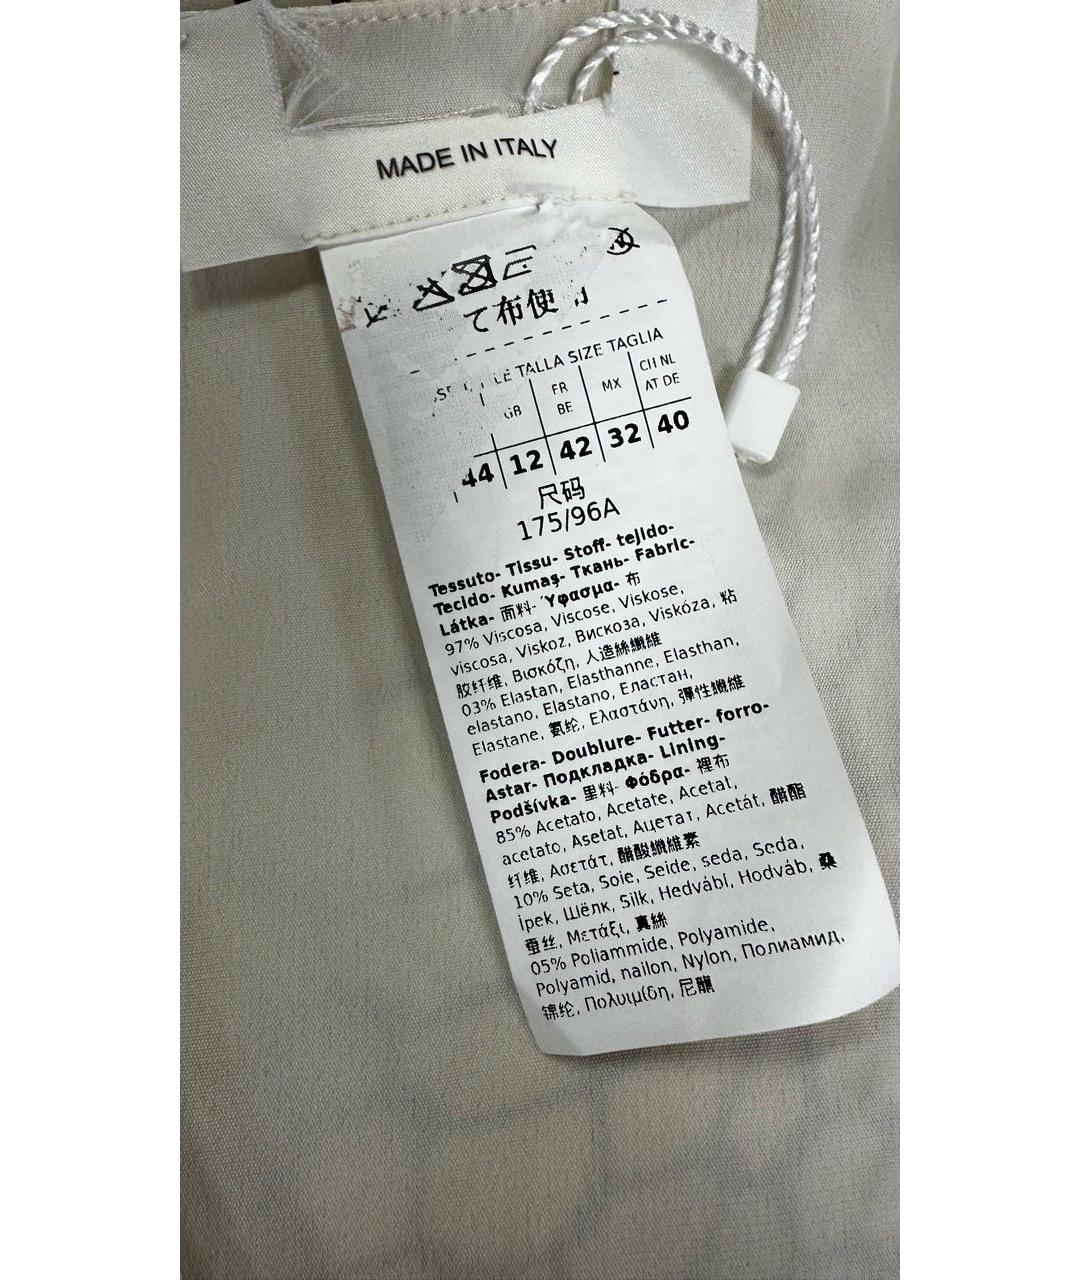 MADE IN ITALY
て布使
TALLA SIZE TAGLIA
GB FR BE MX CH NL AT DE
44 12 42 32 40
尺码
175/96A
Tessuto- Tissu- Stoff- tejido-
Tecido- Kumaş- Ткань- Fabric-
Látka- 面料- Ύφασμα- 布
97% Viscosa, Viscose, Viskose,
viscosa, Viskoz, Вискоза, Viskóza, 粘
胶纤维, Βισκόζη, 人造絲纖維
03% Elastan, Elasthanne, Elasthan,
elastano, Elastano, Еластан,
Elastane, 氨纶, Ελαστάνη, 彈性纖維
Fodera- Doublure- Futter- forro-
Astar- Подкладка- Lining-
Podšívka- 里料- Φόδρα- 裡布
85% Acetato, Acetate, Acetat,
acetato, Asetat, Ацетат, Acetát, 醋酯
纤维, Ασετάτ, 醋酸纖維素
10% Seta, Soie, Seide, seda, Seda,
İpek, Шёлк, Silk, Hedvábí, Hodváb, 桑
蚕丝, Μετάξι, 真絲
05% Poliammide, Polyamide,
Polyamid, nailon, Nylon, Полиамид,
锦纶, Πολυιμίδη, 尼龍